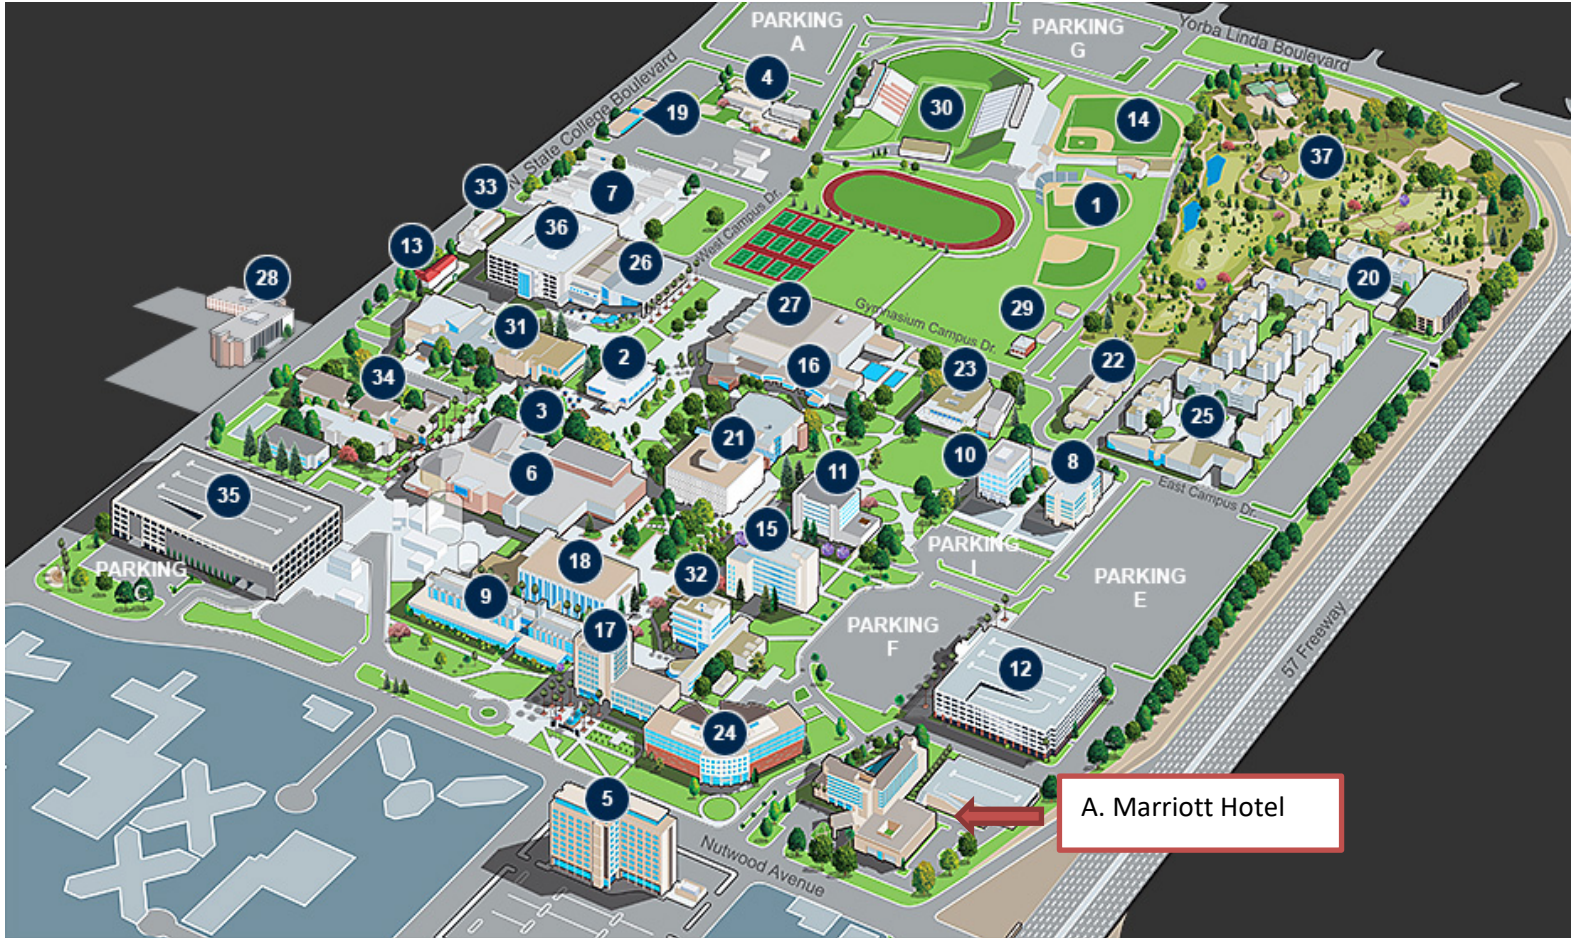 PARKING
A
PARKING
G
Yorba Linda Boulevard
4
30
19
14
N. State College Boulevard
37
33
7
1
36
West Campus Dr.
13
26
28
20
27
Gymnasium Campus Dr.
29
31
2
16
22
23
34
3
25
21
10
8
6
11
East Campus Dr.
35
15
PARKING
I
18
32
PARKING
C
PARKING
E
9
17
PARKING
F
57 Freeway
12
24
5
A. Marriott Hotel
Nutwood Avenue